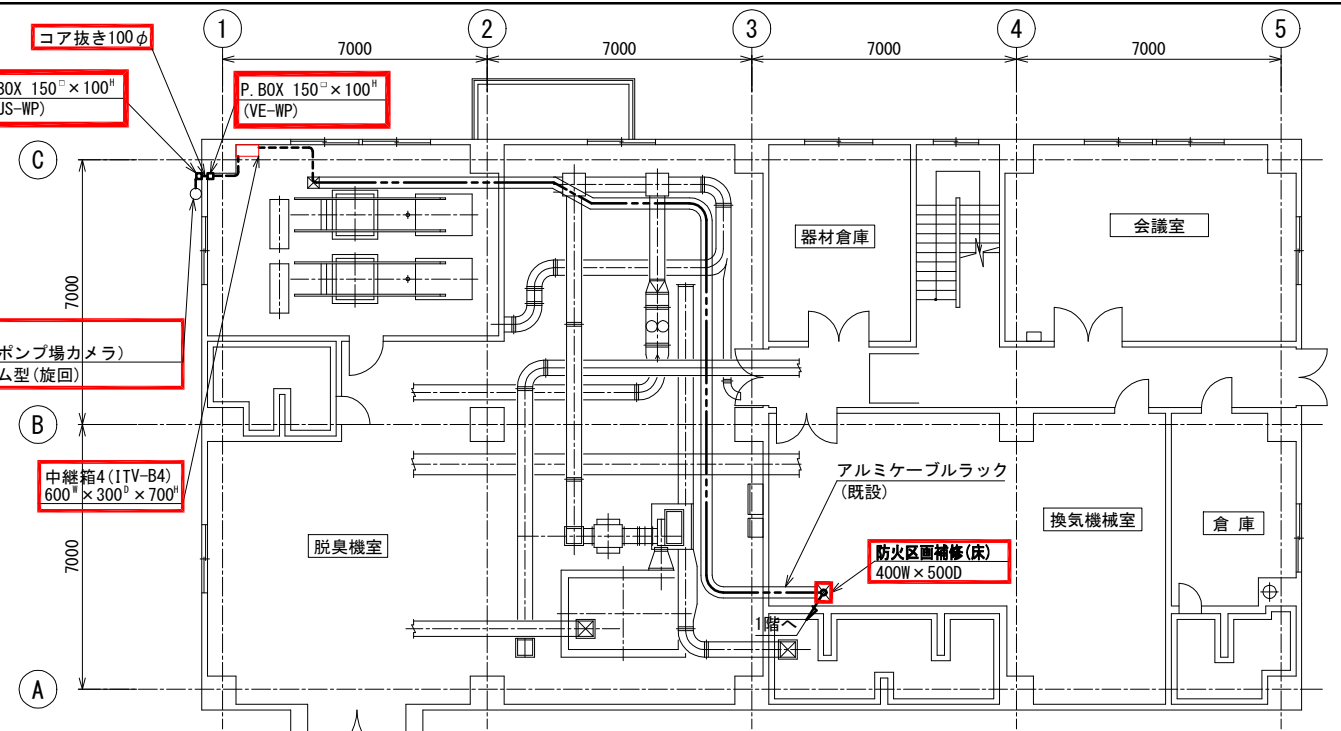 1
2
3
4
5
7000
7000
7000
7000
コア抜き100φ
BOX 150□×100H
US-WP)
P.BOX 150□×100H
(VE-WP)
C
B
A
7000
7000
器材倉庫
会議室
ポンプ場カメラ)
ム型(旋回)
中継箱4(ITV-B4)
600W×300D×700H
アルミケーブルラック
(既設)
脱臭機室
換気機械室
倉庫
防火区画補修(床)
400W×500D
1階へ